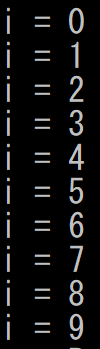 i = 0
i = 1
i = 2
i = 3
i = 4
i = 5
i = 6
i = 7
i = 8
i = 9